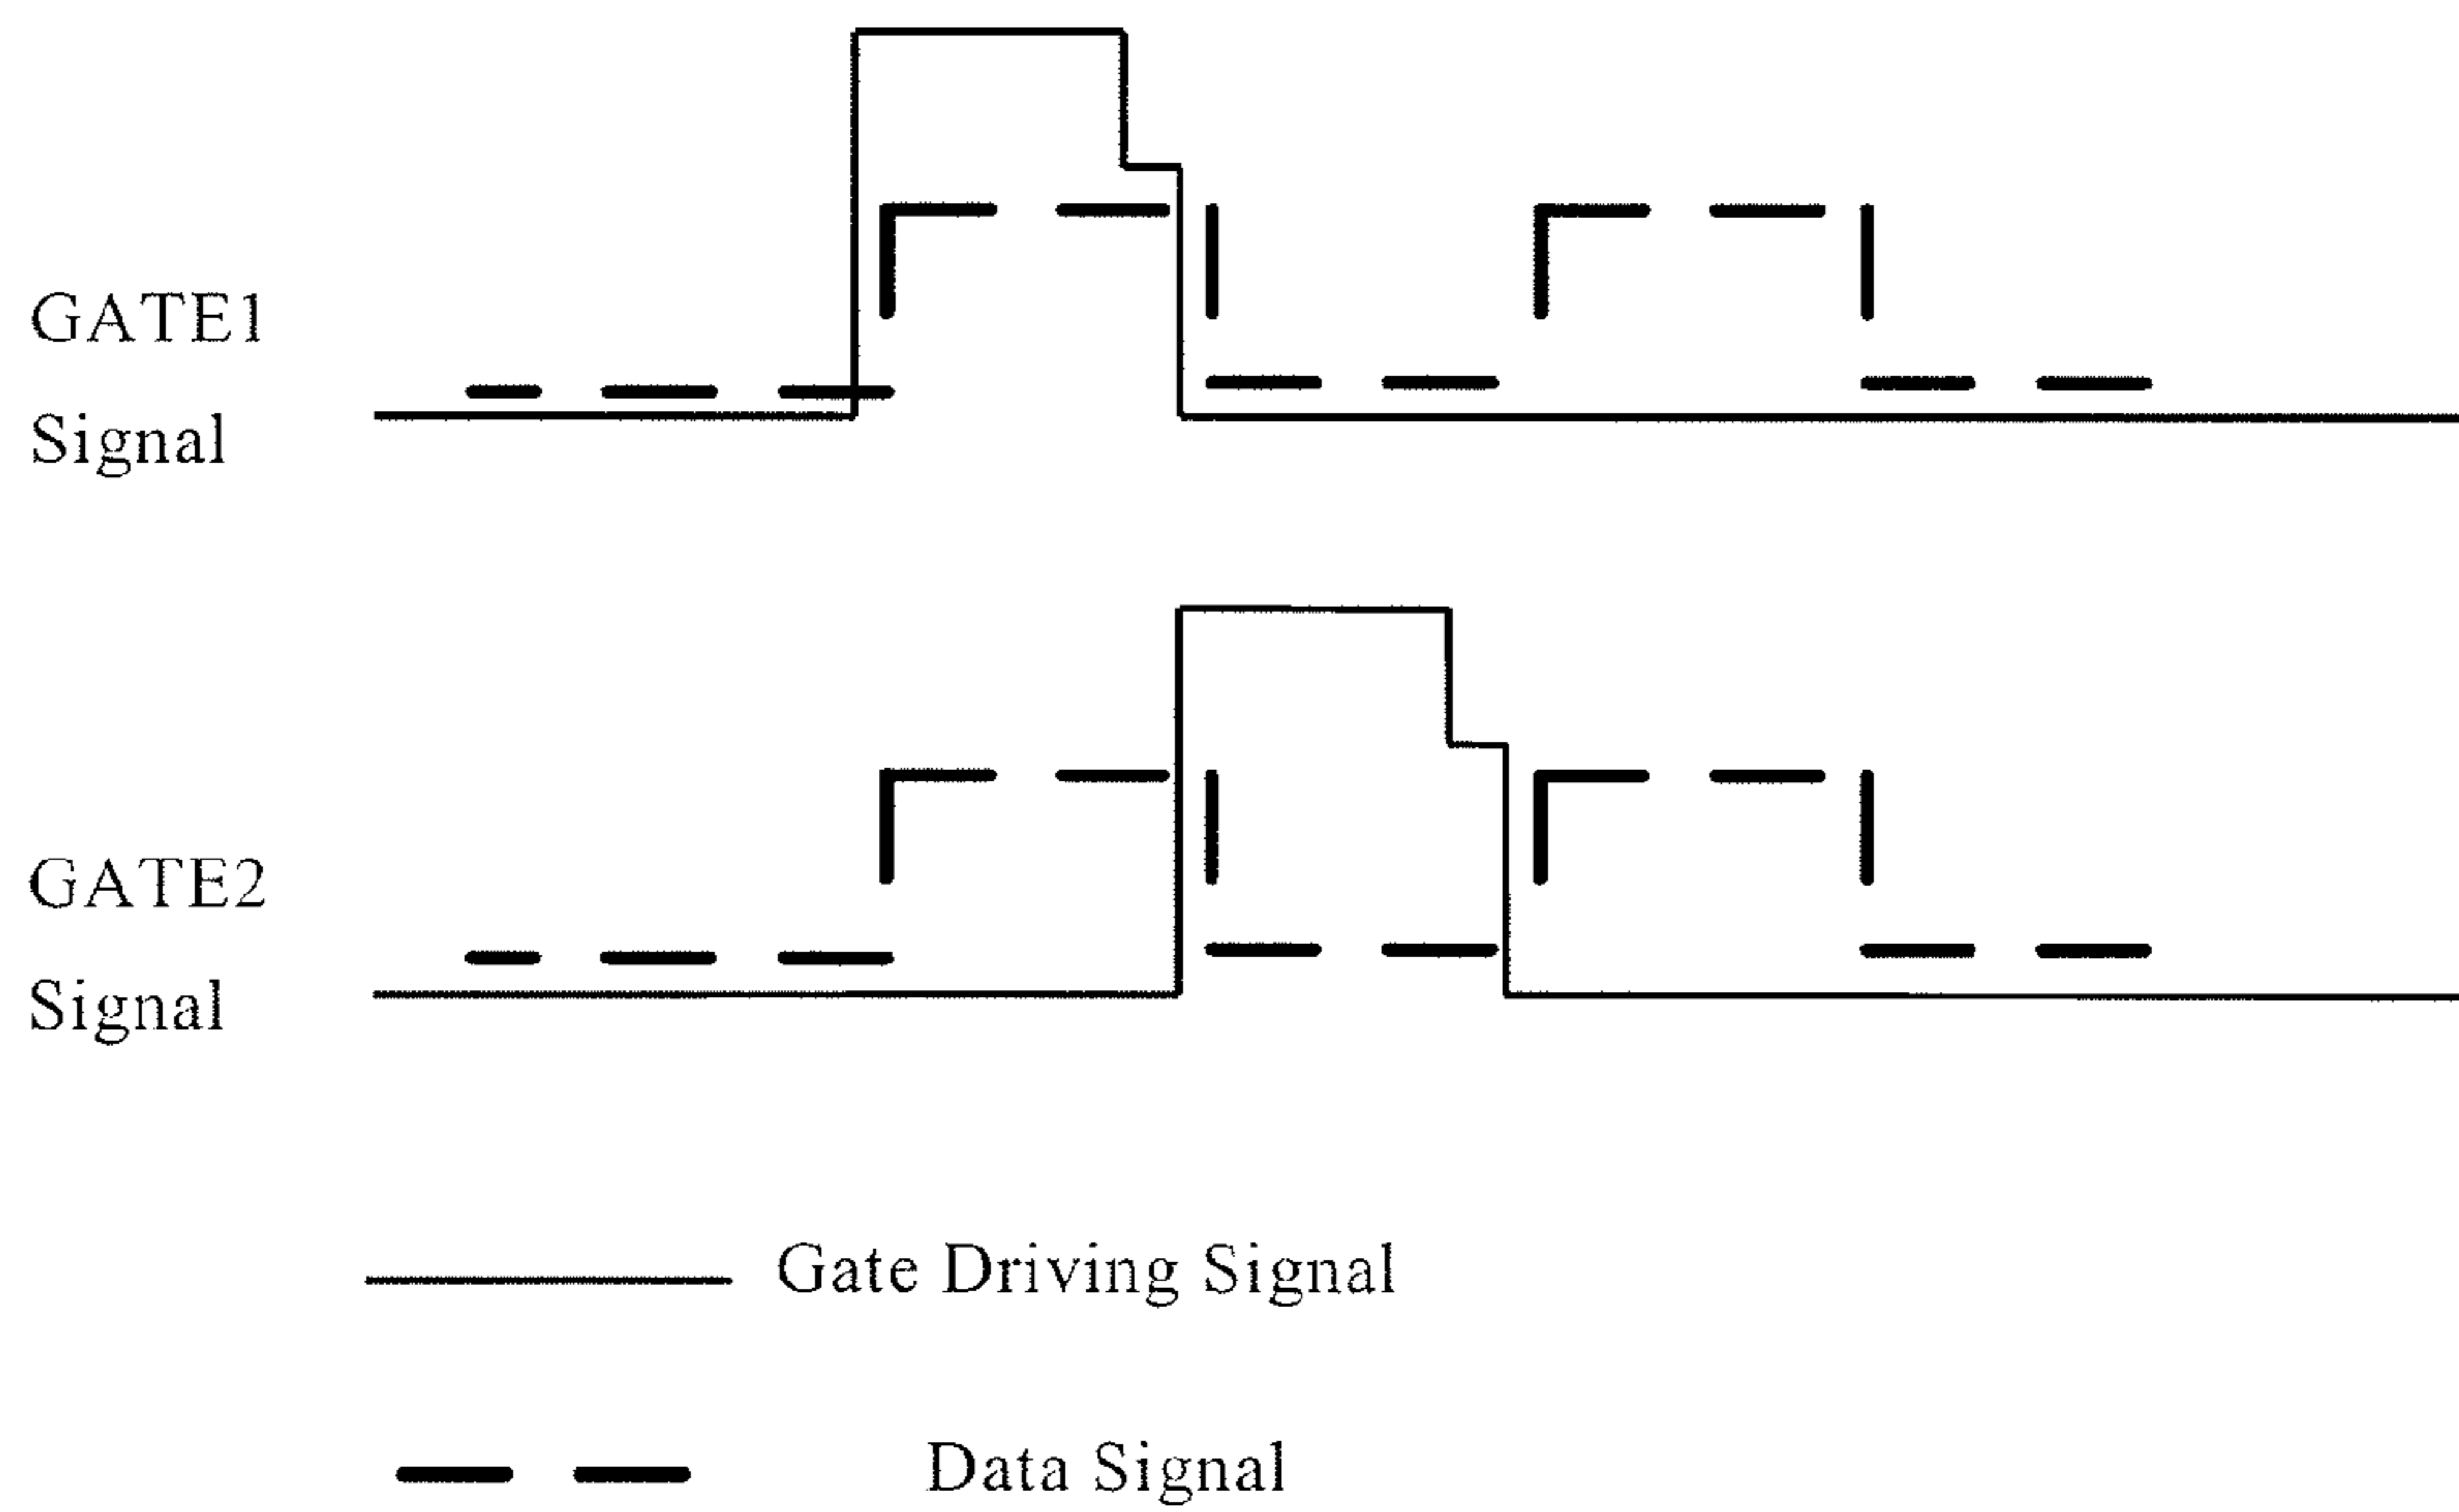 GATE1
Signal
GATE2
Signal
Gate Driving Signal
Data Signal